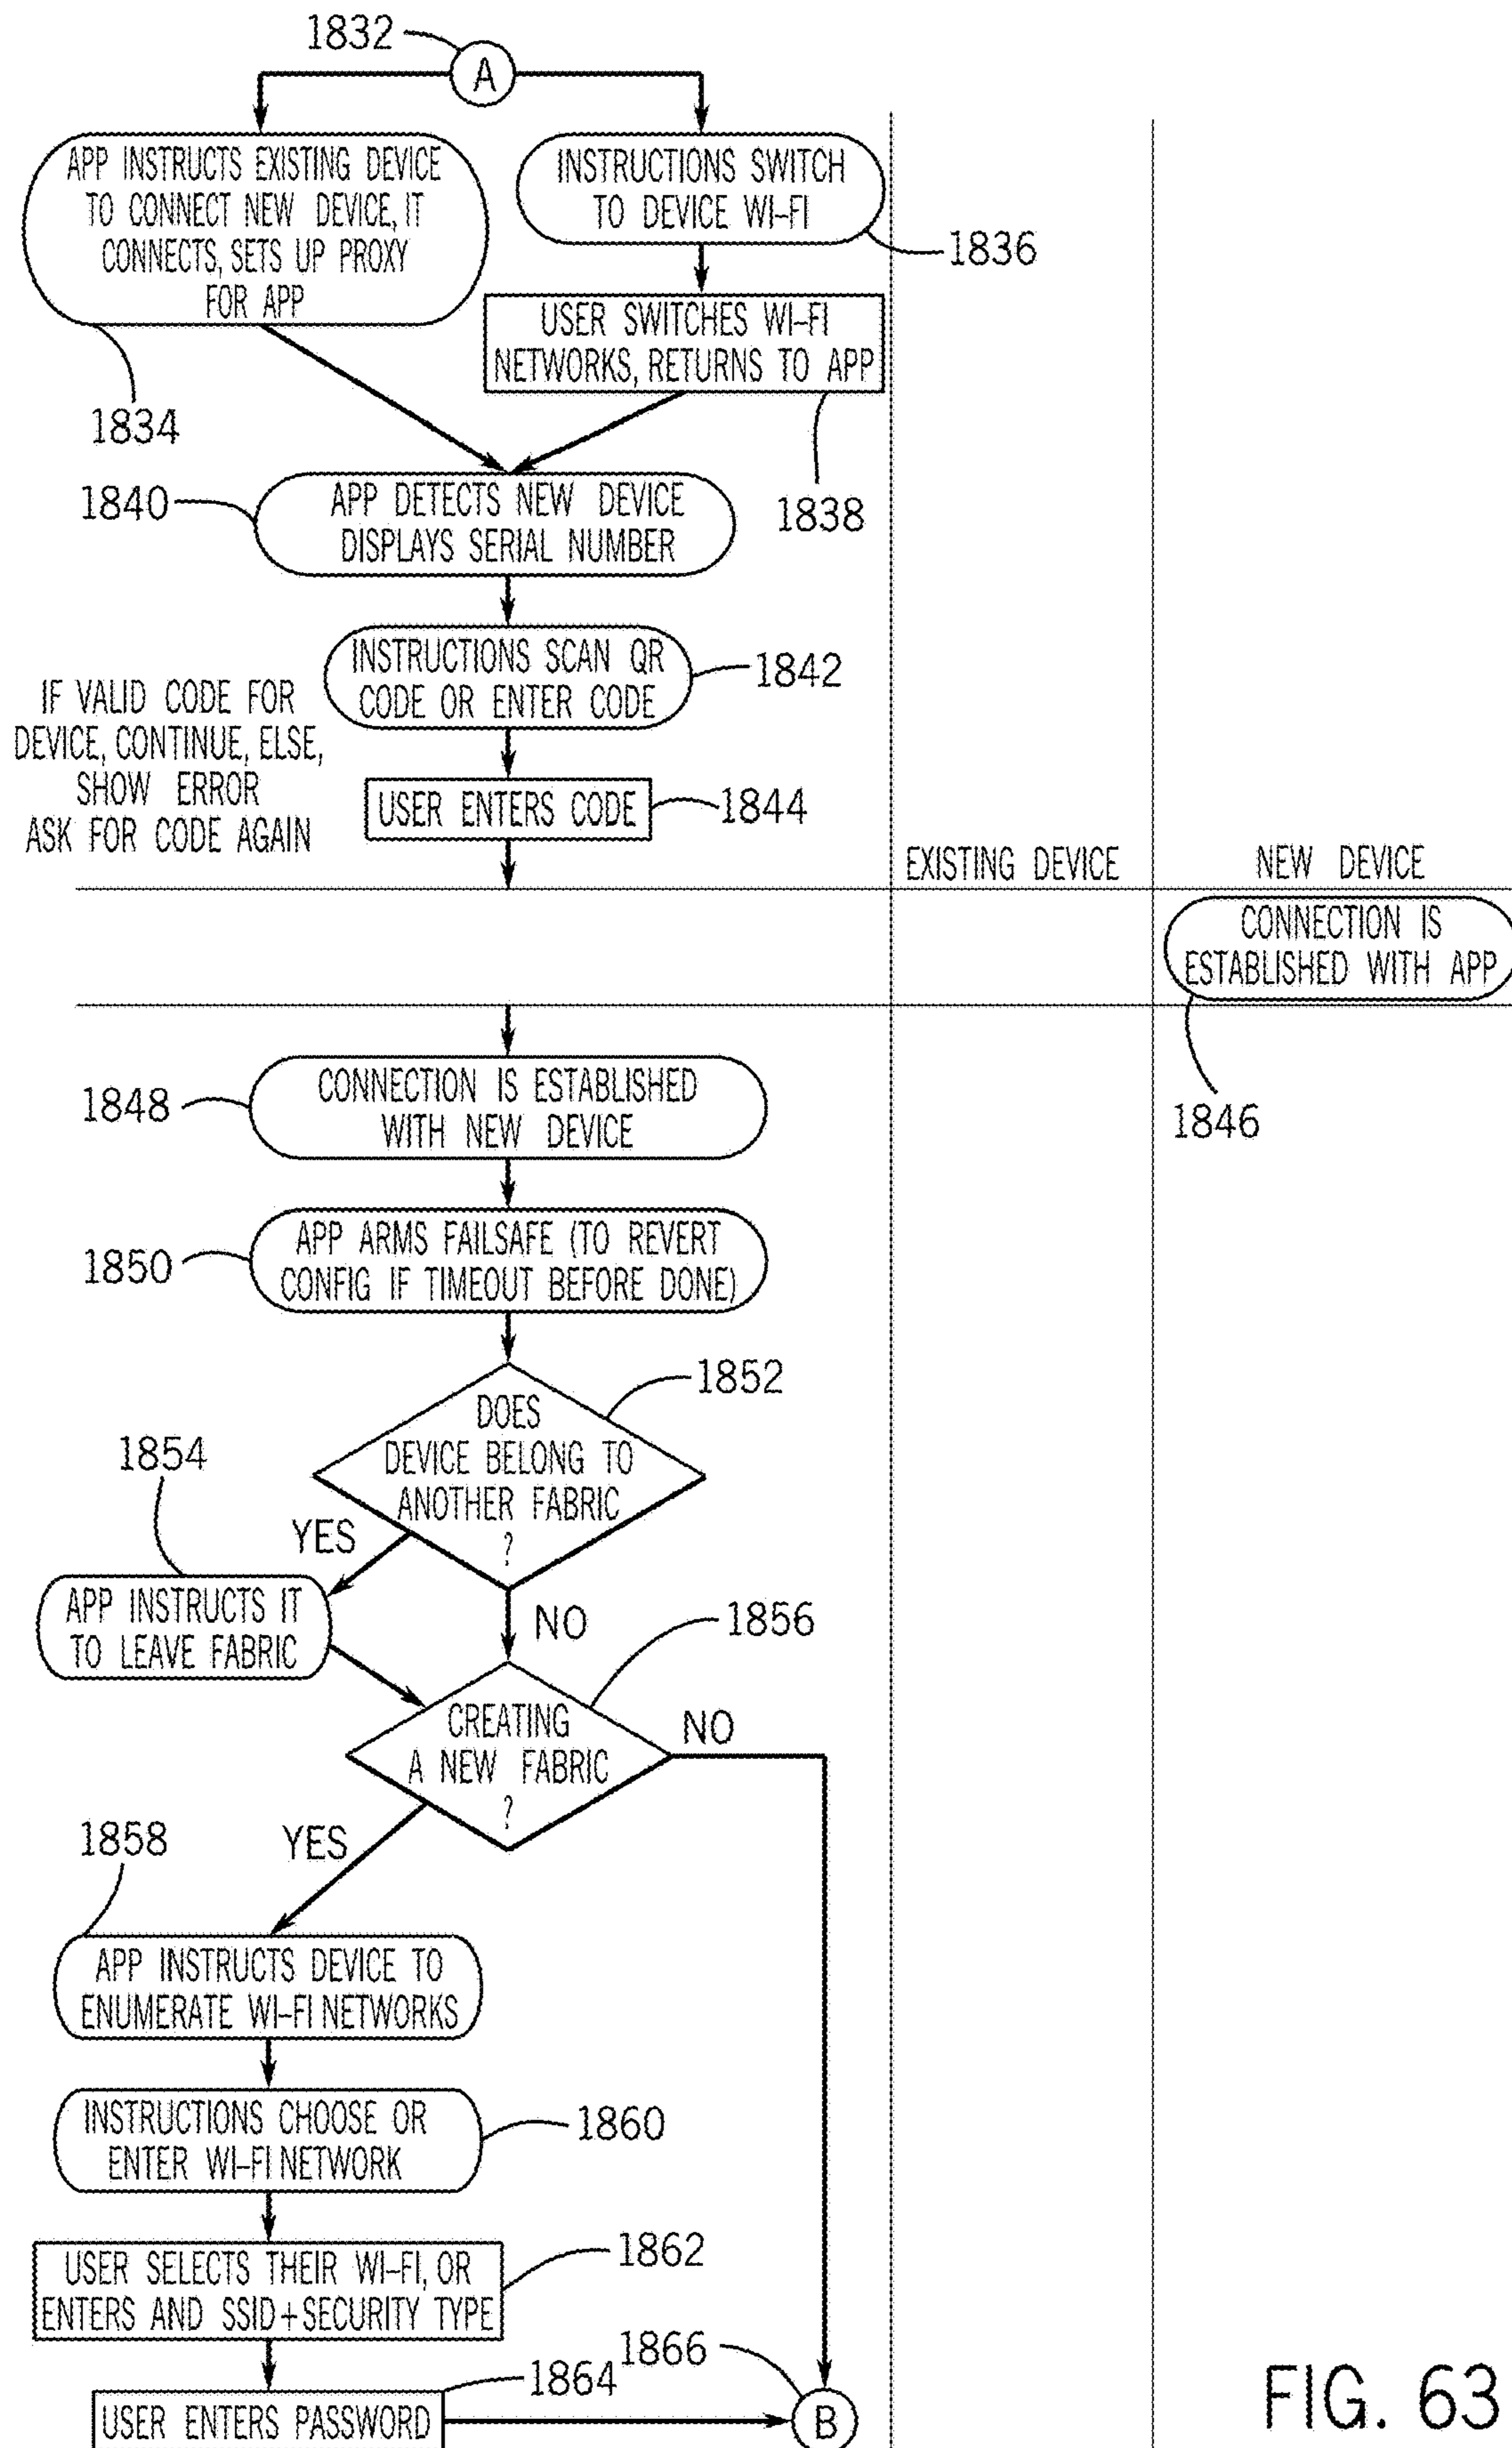 1832
A
APP INSTRUCTS EXISTING DEVICE
TO CONNECT NEW DEVICE, IT
CONNECTS, SETS UP PROXY
FOR APP
1834
INSTRUCTIONS SWITCH
TO DEVICE WI-FI
1836
USER SWITCHES WI-FI
NETWORKS, RETURNS TO APP
1838
1840
APP DETECTS NEW DEVICE
DISPLAYS SERIAL NUMBER
INSTRUCTIONS SCAN QR
CODE OR ENTER CODE
1842
IF VALID CODE FOR
DEVICE, CONTINUE, ELSE,
SHOW ERROR
ASK FOR CODE AGAIN
USER ENTERS CODE
1844
EXISTING DEVICE
NEW DEVICE
CONNECTION IS
ESTABLISHED WITH APP
1846
1848
CONNECTION IS ESTABLISHED
WITH NEW DEVICE
1850
APP ARMS FAILSAFE (TO REVERT
CONFIG IF TIMEOUT BEFORE DONE)
1852
DOES
DEVICE BELONG TO
ANOTHER FABRIC
?
1854
YES
APP INSTRUCTS IT
TO LEAVE FABRIC
NO
1856
CREATING
A NEW FABRIC
?
NO
YES
1858
APP INSTRUCTS DEVICE TO
ENUMERATE WI-FI NETWORKS
INSTRUCTIONS CHOOSE OR
ENTER WI-FI NETWORK
1860
USER SELECTS THEIR WI-FI, OR
ENTERS AND SSID+SECURITY TYPE
1862
USER ENTERS PASSWORD
1864
1866
B
FIG. 63